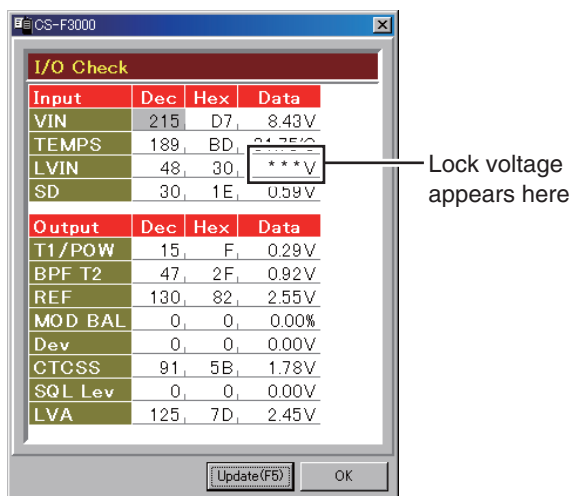 CS-F3000
I/O Check
Input Dec Hex Data
VIN 215 D7 8.43V
TEMPS 189 BD
LVIN 48 30 ***V
SD 30 1E 0.59V
Lock voltage
appears here
Output Dec Hex Data
T1/POW 15 F 0.29V
BPF T2 47 2F 0.92V
REF 130 82 2.55V
MOD BAL 0 0 0.00%
Dev 0 0 0.00V
CTCSS 91 5B 1.78V
SQL Lev 0 0 0.00V
LVA 125 7D 2.45V
Update(F5) OK